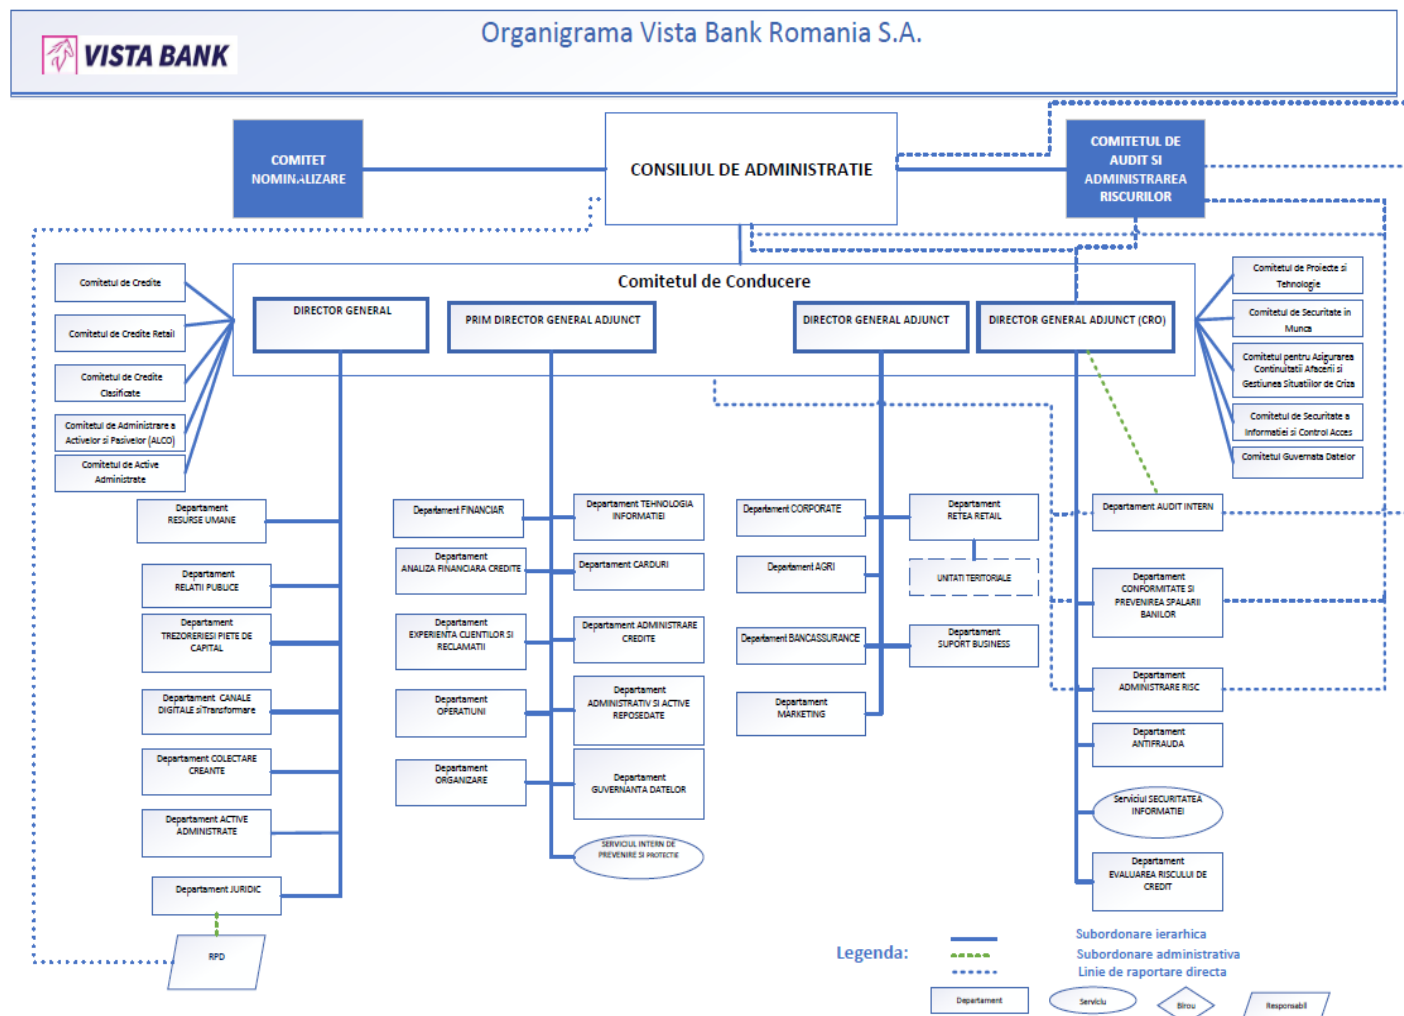 Organigrama Vista Bank Romania S.A.
VISTA BANK
COMITET
NOMINALIZARE
CONSILIUL DE ADMINISTRATIE
COMITETUL DE
AUDIT SI
ADMINISTRAREA
RISCURILOR
Comitetul de Conducere
DIRECTOR GENERAL
PRIM DIRECTOR GENERAL ADJUNCT
DIRECTOR GENERAL ADJUNCT
DIRECTOR GENERAL ADJUNCT (CRO)
Comitetul de Credite
Comitetul de Credite Retail
Comitetul de Credite
Clasificate
Comitetul de Administrare a
Activelor si Pasivelor (ALCO)
Comitetul de Active
Administrate
Comitetul de Proiecte si
Tehnologie
Comitetul de Securitate in
Munca
Comitetul pentru Asigurarea
Continuitatii Afacerii si
Gestiunea Situatiilor de Criza
Comitetul de Securitate a
Informatiei si Control Acces
Comitetul Guvernata Datelor
Departament
RESURSE UMANE
Departament
RELATII PUBLICE
Departament
TREZORERIESI PIETE DE
CAPITAL
Departament CANALE
DIGITALE siTransformare
Departament COLECTARE
CREANTE
Departament ACTIVE
ADMINISTRATE
Departament JURIDIC
RPD
Departament FINANCIAR
Departament
ANALIZA FINANCIARA CREDITE
Departament
EXPERIENTA CLIENTILOR SI
RECLAMATII
Departament
OPERATIUNI
Departament
ORGANIZARE
Departament TEHNOLOGIA
INFORMATIEI
Departament CARDURI
Departament ADMINISTRARE
CREDITE
Departament
ADMINISTRATIV SI ACTIVE
REPOSEDATE
Departament
GUVERNANTA DATELOR
SERVICIUL INTERN DE
PREVENIRE SI PROTECTIE
Departament CORPORATE
Departament AGRI
Departament BANCASSURANCE
Departament
MARKETING
Departament
RETEA RETAIL
UNITATI TERITORIALE
Departament
SUPORT BUSINESS
Departament AUDIT INTERN
Departament
CONFORMITATE SI
PREVENIREA SPALARII
BANILOR
Departament
ADMINISTRARE RISC
Departament
ANTIFRAUDA
Serviciul SECURITATEA
INFORMATIEI
Departament
EVALUAREA RISCULUI DE
CREDIT
Legenda:
Subordonare ierarhica
Subordonare administrativa
Linie de raportare directa
Departament
Serviciu
Birou
Responsabil